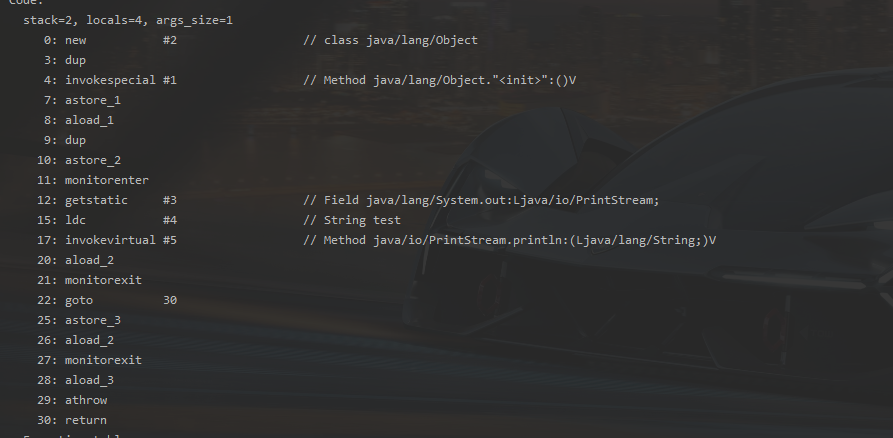 Code:
stack=2, locals=4, args_size=1
0: new #2 // class java/lang/Object
3: dup
4: invokespecial #1 // Method java/lang/Object."<init>":()V
7: astore_1
8: aload_1
9: dup
10: astore_2
11: monitorenter
12: getstatic #3 // Field java/lang/System.out:Ljava/io/PrintStream;
15: ldc #4 // String test
17: invokevirtual #5 // Method java/io/PrintStream.println:(Ljava/lang/String;)V
20: aload_2
21: monitorexit
22: goto 30
25: astore_3
26: aload_2
27: monitorexit
28: aload_3
29: athrow
30: return